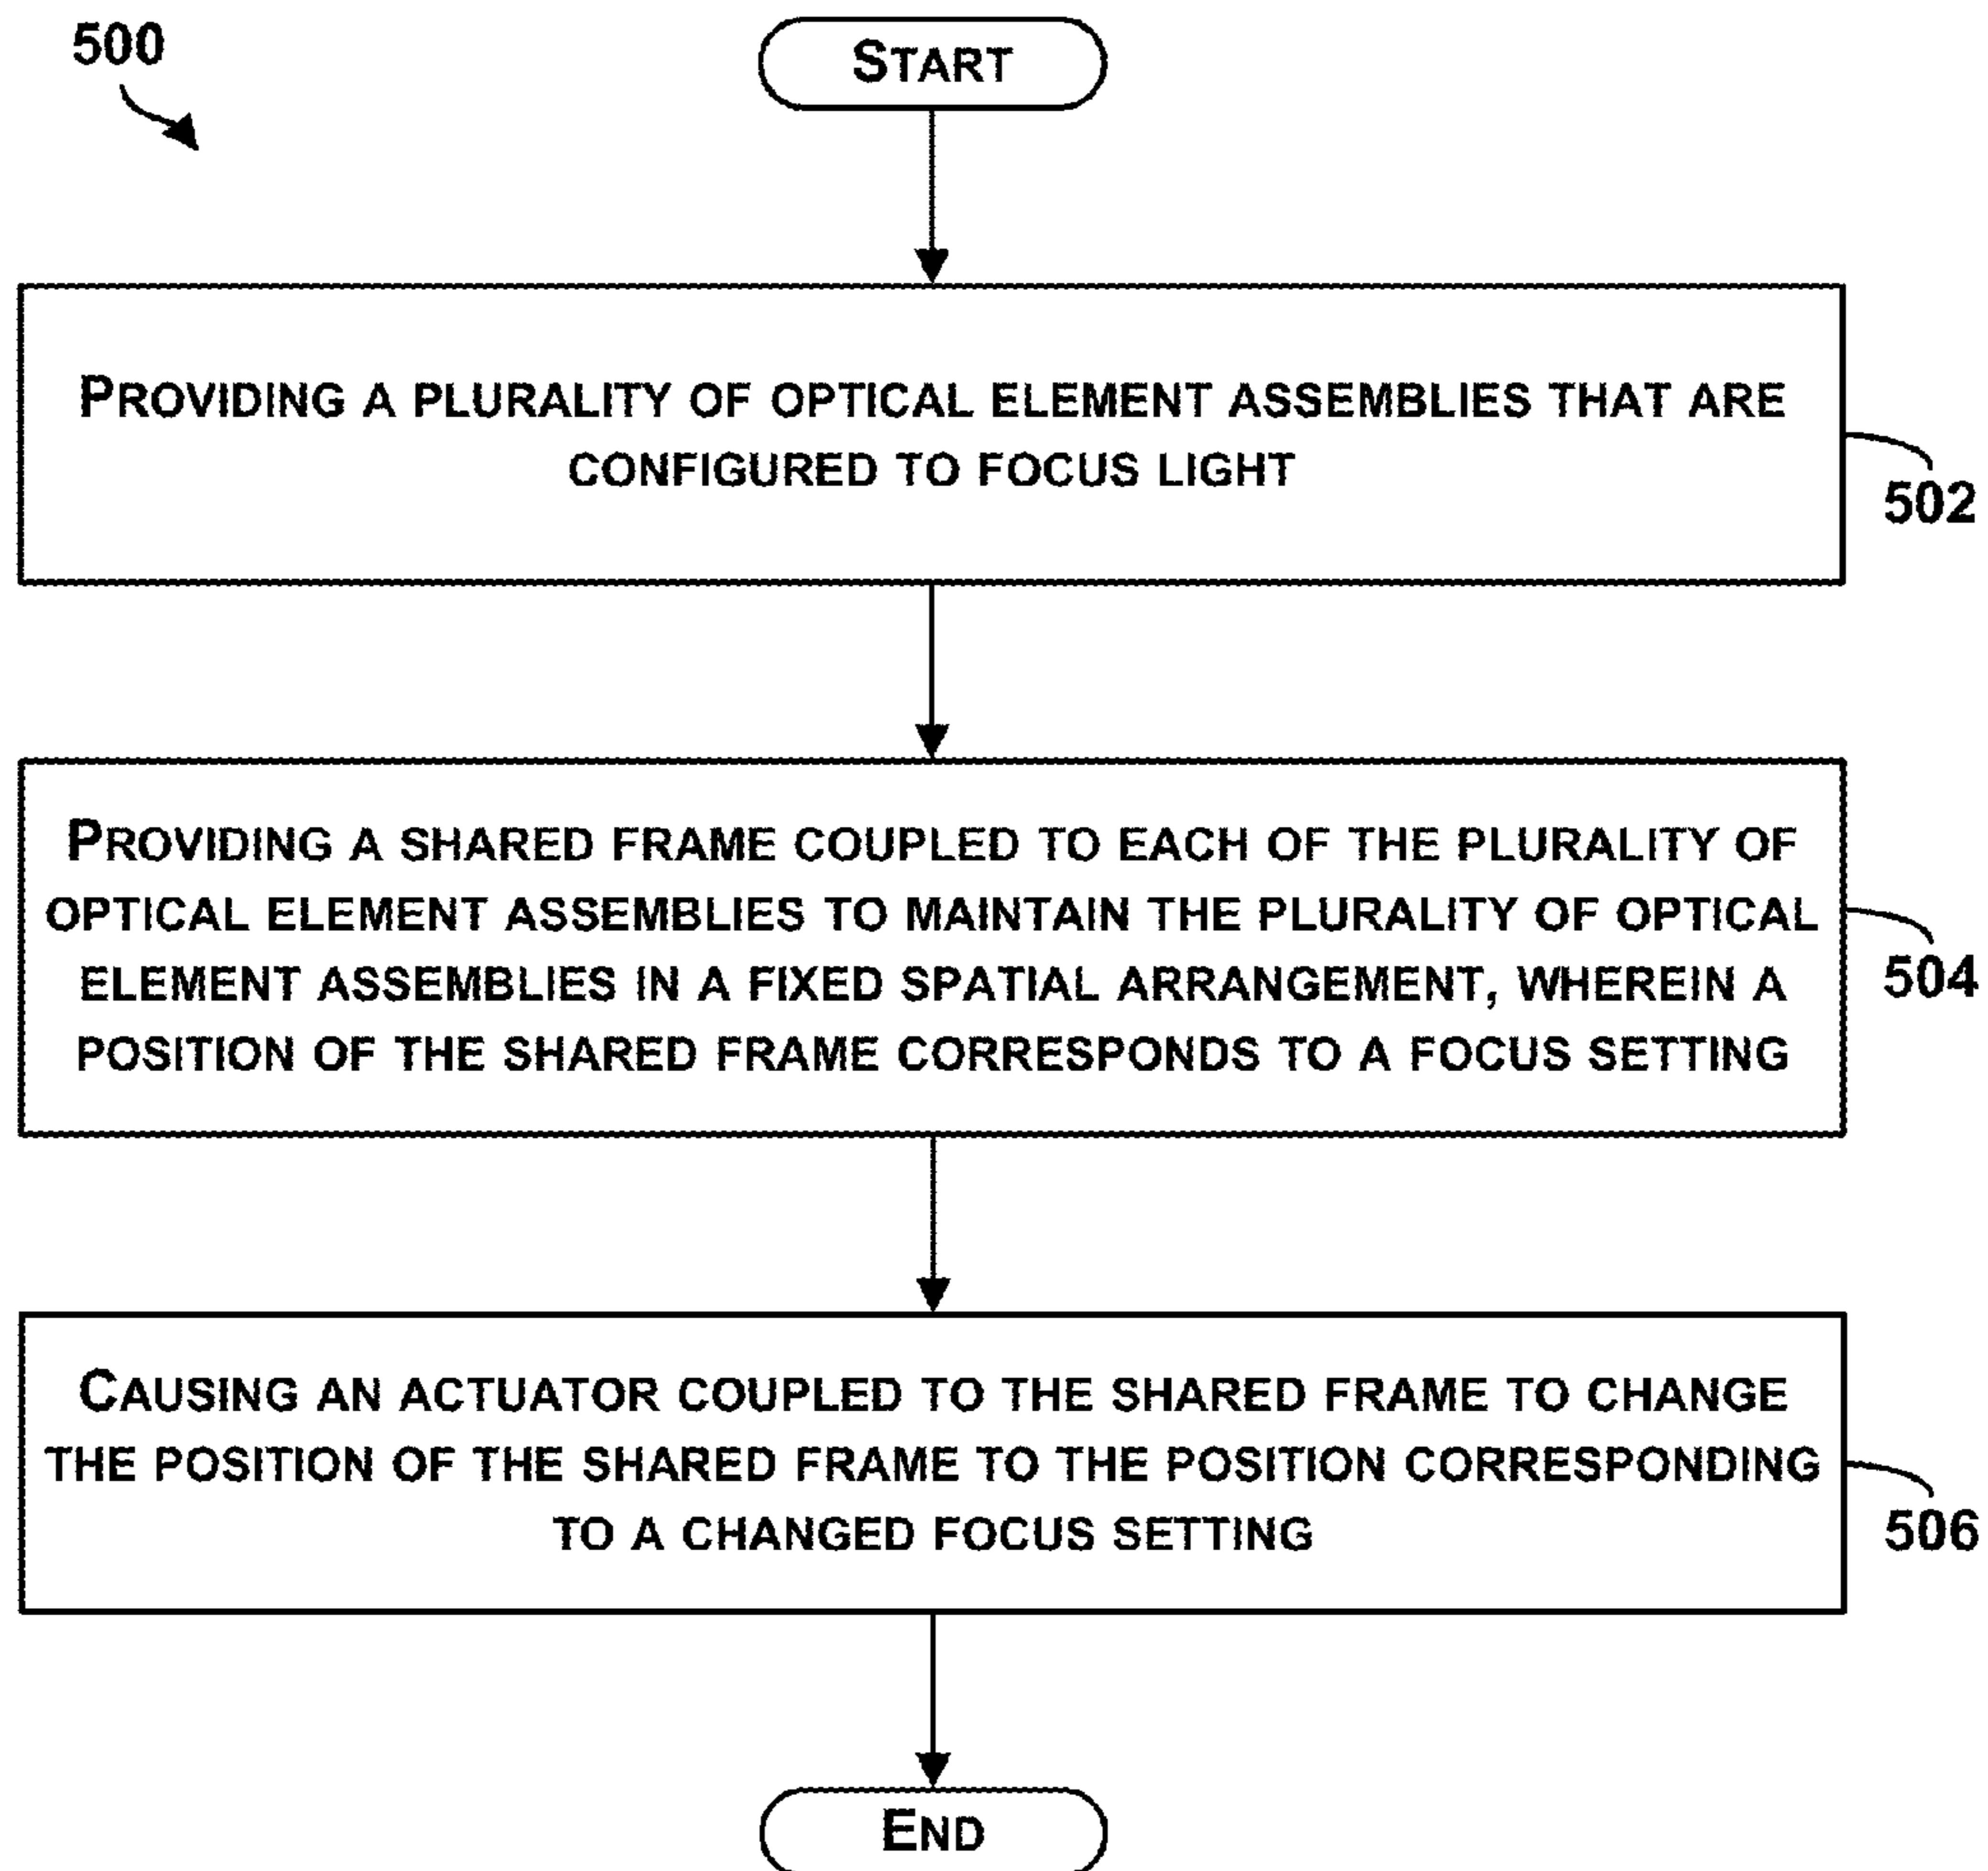 500
START
PROVIDING A PLURALITY OF OPTICAL ELEMENT ASSEMBLIES THAT ARE
CONFIGURED TO FOCUS LIGHT
502
PROVIDING A SHARED FRAME COUPLED TO EACH OF THE PLURALITY OF
OPTICAL ELEMENT ASSEMBLIES TO MAINTAIN THE PLURALITY OF OPTICAL
ELEMENT ASSEMBLIES IN A FIXED SPATIAL ARRANGEMENT, WHEREIN A
POSITION OF THE SHARED FRAME CORRESPONDS TO A FOCUS SETTING
504
CAUSING AN ACTUATOR COUPLED TO THE SHARED FRAME TO CHANGE
THE POSITION OF THE SHARED FRAME TO THE POSITION CORRESPONDING
TO A CHANGED FOCUS SETTING
506
END